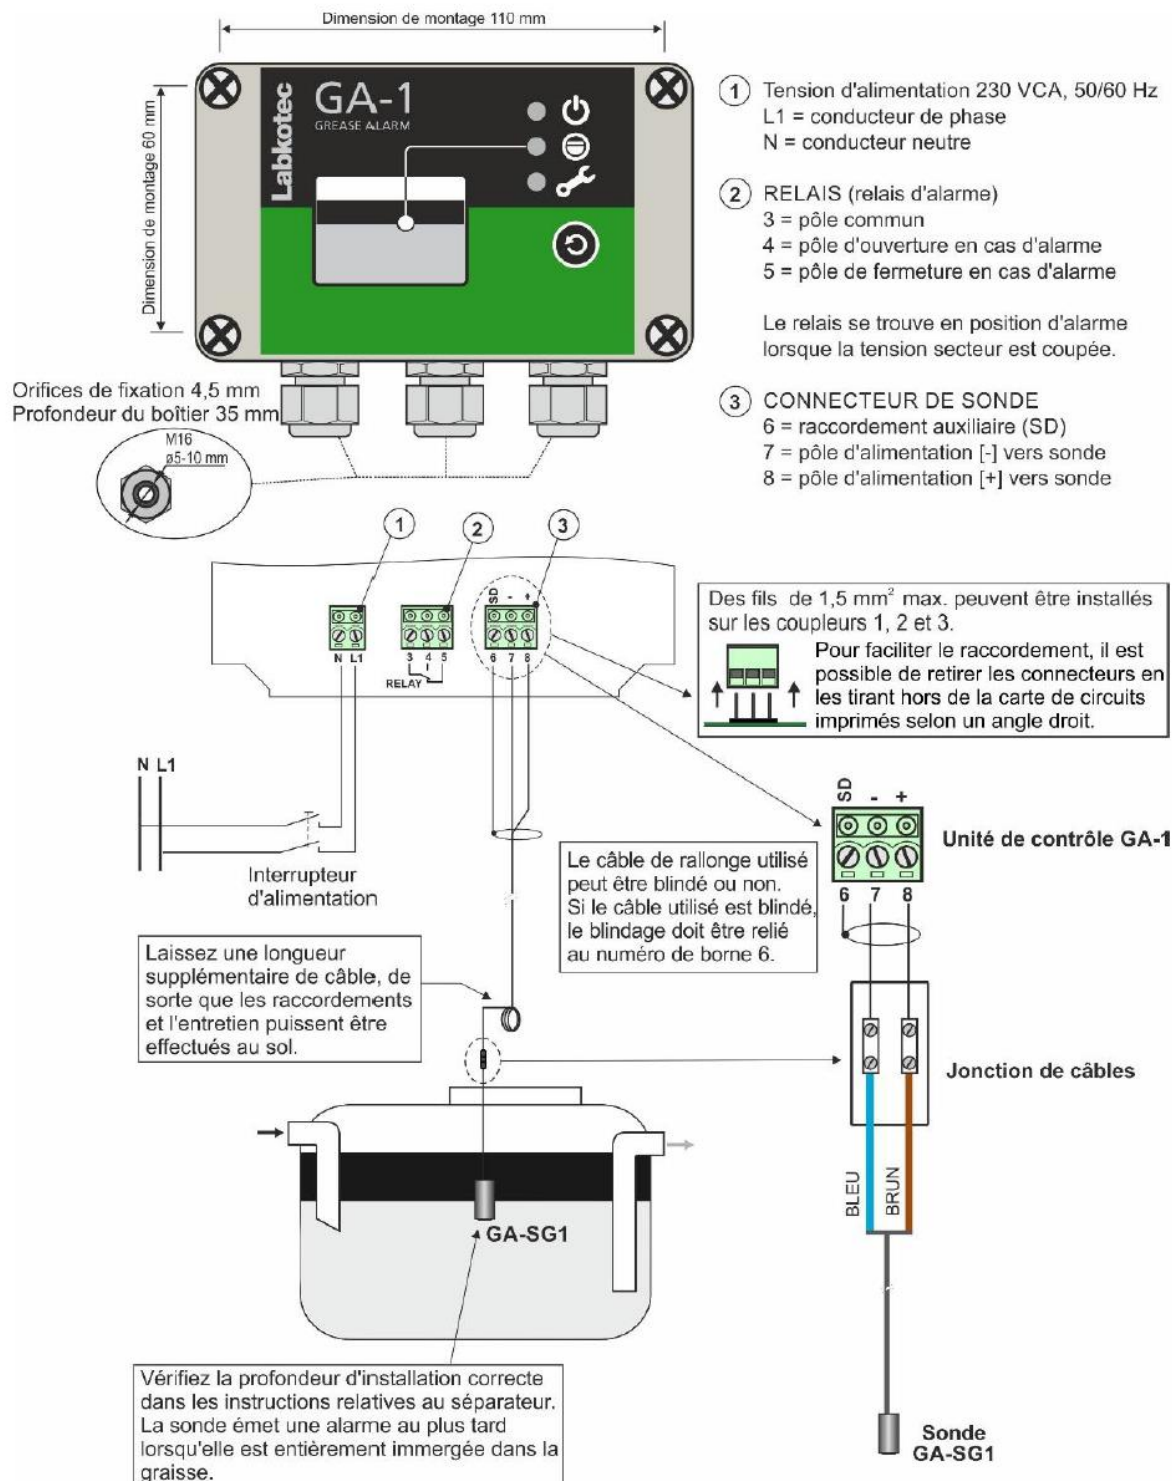 Dimension de montage 110 mm
Dimension de montage 60 mm
Labkotec
GA-1
GREASE ALARM
1 Tension d'alimentation 230 VCA, 50/60 Hz
L1 = conducteur de phase
N = conducteur neutre
2 RELAIS (relais d'alarme)
3 = pôle commun
4 = pôle d'ouverture en cas d'alarme
5 = pôle de fermeture en cas d'alarme
Le relais se trouve en position d'alarme
lorsque la tension secteur est coupée.
3 CONNECTEUR DE SONDE
6 = raccordement auxiliaire (SD)
7 = pôle d'alimentation [-] vers sonde
8 = pôle d'alimentation [+] vers sonde
Orifices de fixation 4,5 mm
Profondeur du boîtier 35 mm
M16
ø5-10 mm
1
2
3
SD - +
N L1
3 4 5
RELAY
6 7 8
Des fils de 1,5 mm² max. peuvent être installés
sur les coupleurs 1, 2 et 3.
Pour faciliter le raccordement, il est
possible de retirer les connecteurs en
les tirant hors de la carte de circuits
imprimés selon un angle droit.
N L1
Interrupteur
d'alimentation
SD - +
Unité de contrôle GA-1
6 7 8
Le câble de rallonge utilisé
peut être blindé ou non.
Si le câble utilisé est blindé,
le blindage doit être relié
au numéro de borne 6.
Laissez une longueur
supplémentaire de câble, de
sorte que les raccordements
et l'entretien puissent être
effectués au sol.
Jonction de câbles
BLEU
BRUN
GA-SG1
Vérifiez la profondeur d'installation correcte
dans les instructions relatives au séparateur.
La sonde émet une alarme au plus tard
lorsqu'elle est entièrement immergée dans la
graisse.
Sonde
GA-SG1